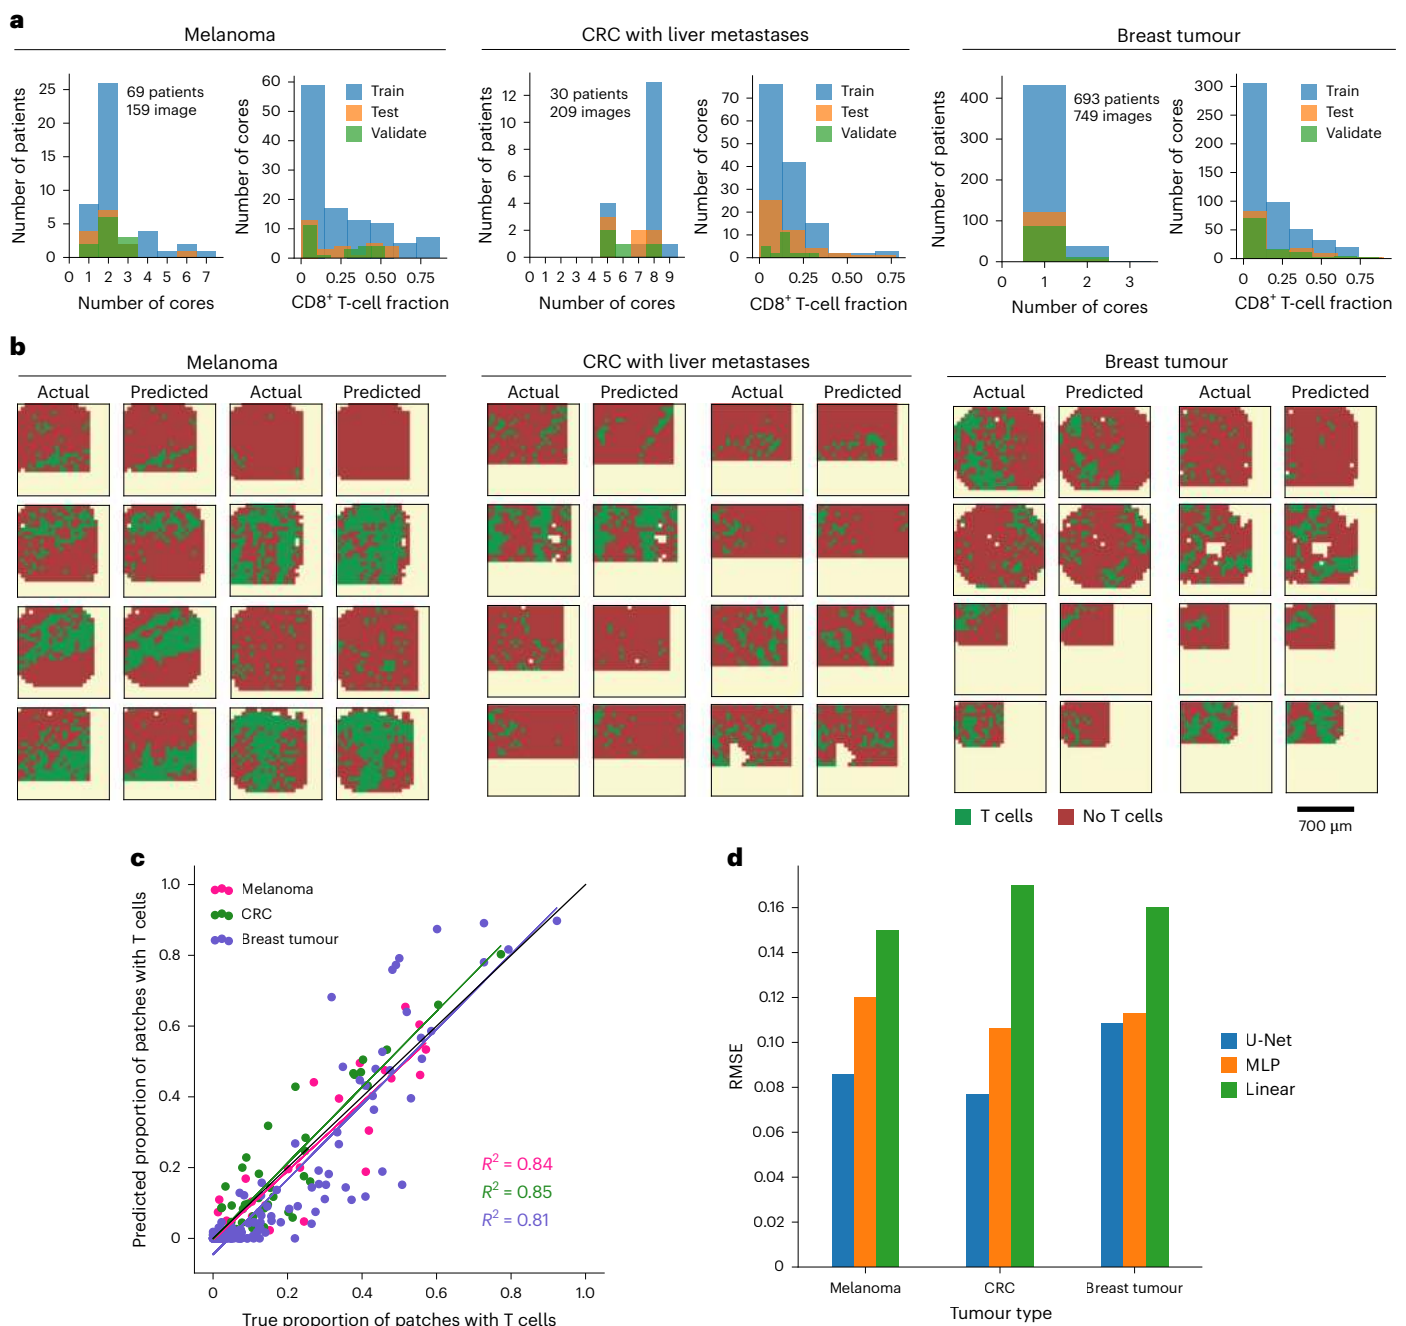 a
Melanoma
CRC with liver metastases
Breast tumour
Number of patients
25
20
15
10
5
0
69 patients
159 image
0 1 2 3 4 5 6 7
Number of cores
Number of cores
60
50
40
30
20
10
0
Train
Test
Validate
0 0.25 0.50 0.75
CD8+ T-cell fraction
Number of patients
12
10
8
6
4
2
0
30 patients
209 images
0 1 2 3 4 5 6 7 8 9
Number of cores
Number of cores
70
60
50
40
30
20
10
0
Train
Test
Validate
0 0.25 0.50 0.75
CD8+ T-cell fraction
Number of patients
400
300
200
100
0
693 patients
749 images
0 1 2 3
Number of cores
Number of cores
300
250
200
150
100
50
0
Train
Test
Validate
0 0.25 0.50 0.75
CD8+ T-cell fraction
b
Melanoma
CRC with liver metastases
Breast tumour
Actual Predicted Actual Predicted
Actual Predicted Actual Predicted
Actual Predicted Actual Predicted
T cells
No T cells
700 µm
c
Predicted proportion of patches with T cells
1.0
0.8
0.6
0.4
0.2
0
Melanoma
CRC
Breast tumour
R² = 0.84
R² = 0.85
R² = 0.81
0 0.2 0.4 0.6 0.8 1.0
True proportion of patches with T cells
d
RMSE
0.16
0.14
0.12
0.10
0.08
0.06
0.04
0.02
0
U-Net
MLP
Linear
Melanoma CRC Breast tumour
Tumour type